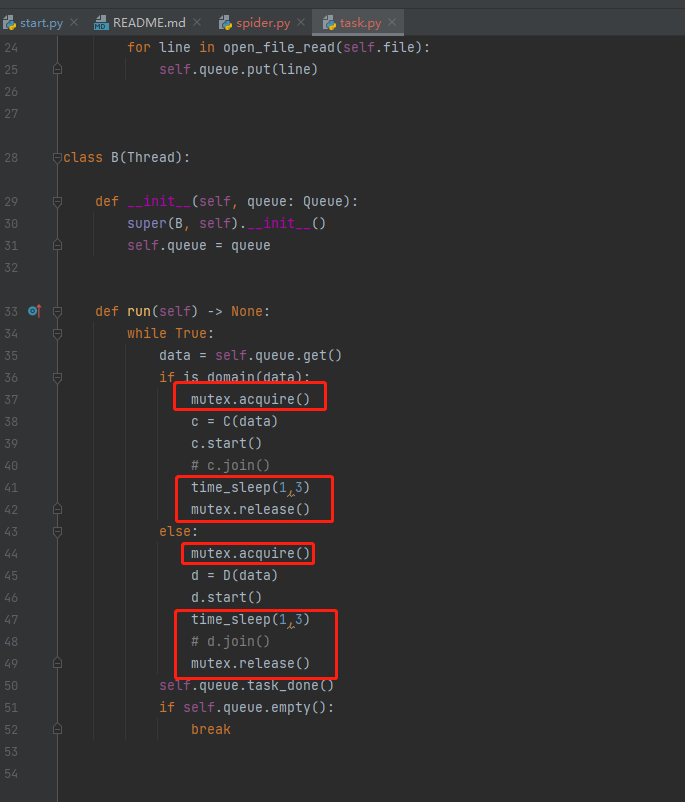 start.py
README.md
spider.py
task.py
24 for line in open_file_read(self.file):
25 self.queue.put(line)
26
27
28 class B(Thread):
29 def __init__(self, queue: Queue):
30 super(B, self).__init__()
31 self.queue = queue
32
33 def run(self) -> None:
34 while True:
35 data = self.queue.get()
36 if is_domain(data):
37 mutex.acquire()
38 c = C(data)
39 c.start()
40 # c.join()
41 time_sleep(1,3)
42 mutex.release()
43 else:
44 mutex.acquire()
45 d = D(data)
46 d.start()
47 time_sleep(1,3)
48 # d.join()
49 mutex.release()
50 self.queue.task_done()
51 if self.queue.empty():
52 break
53
54